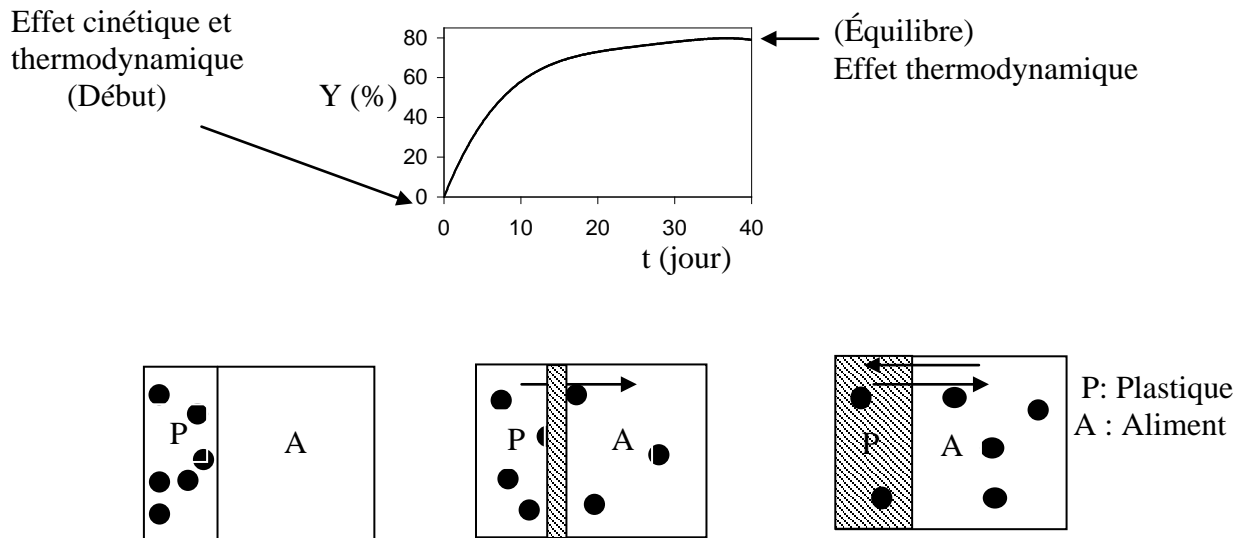 Effet cinétique et
thermodynamique
(Début)
Y (%)
80
60
40
20
0
0 10 20 30 40
t (jour)
(Équilibre)
Effet thermodynamique
P A
P A
P A
P: Plastique
A : Aliment